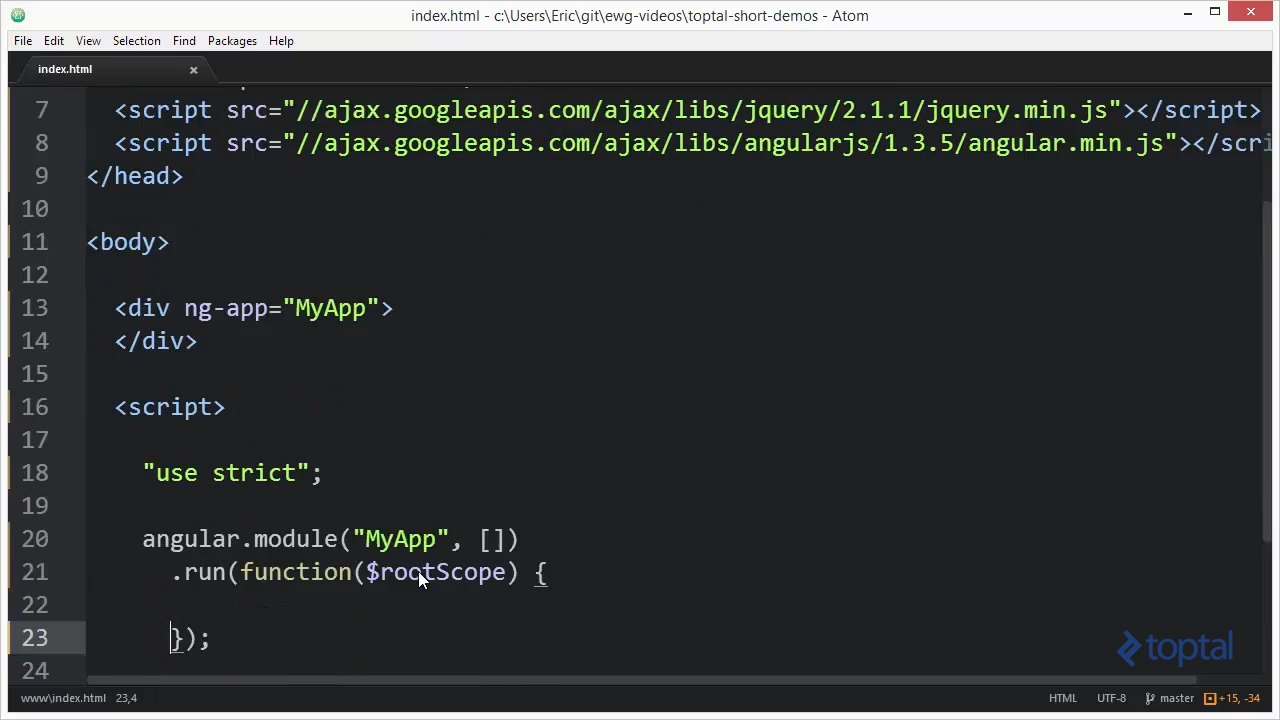 index.html - c:\Users\Eric\git\ewg-videos\toptal-short-demos - Atom
File Edit View Selection Find Packages Help
index.html
7 <script src="//ajax.googleapis.com/ajax/libs/jquery/2.1.1/jquery.min.js"></script>
8 <script src="//ajax.googleapis.com/ajax/libs/angularjs/1.3.5/angular.min.js"></scri
9 </head>
10
11 <body>
12
13 <div ng-app="MyApp">
14 </div>
15
16 <script>
17
18 "use strict";
19
20 angular.module("MyApp", [])
21 .run(function($rootScope) {
22
23 });
24
toptal
www\index.html 23,4 HTML UTF-8 master +15, -34